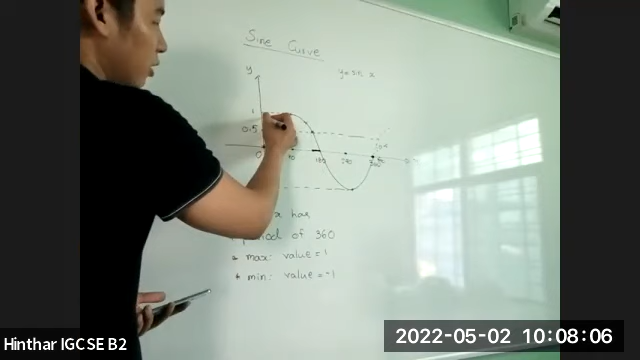 Sine Curve
y
y = sin x
1
0.5
0
90
180
270
360
x has
period of 360
* max: value = 1
* min: value = -1
Hinthar IGCSE B2
2022-05-02 10:08:06